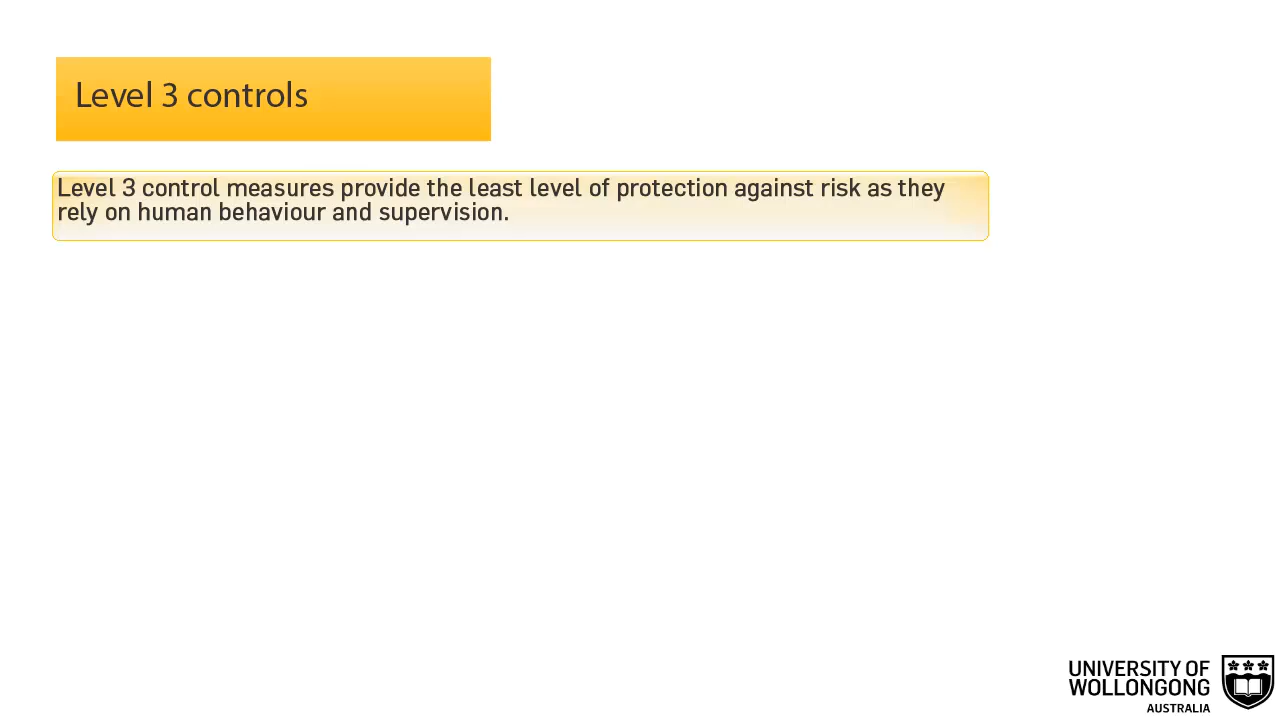 Level 3 controls
Level 3 control measures provide the least level of protection against risk as they
rely on human behaviour and supervision.
UNIVERSITY OF
WOLLONGONG
AUSTRALIA